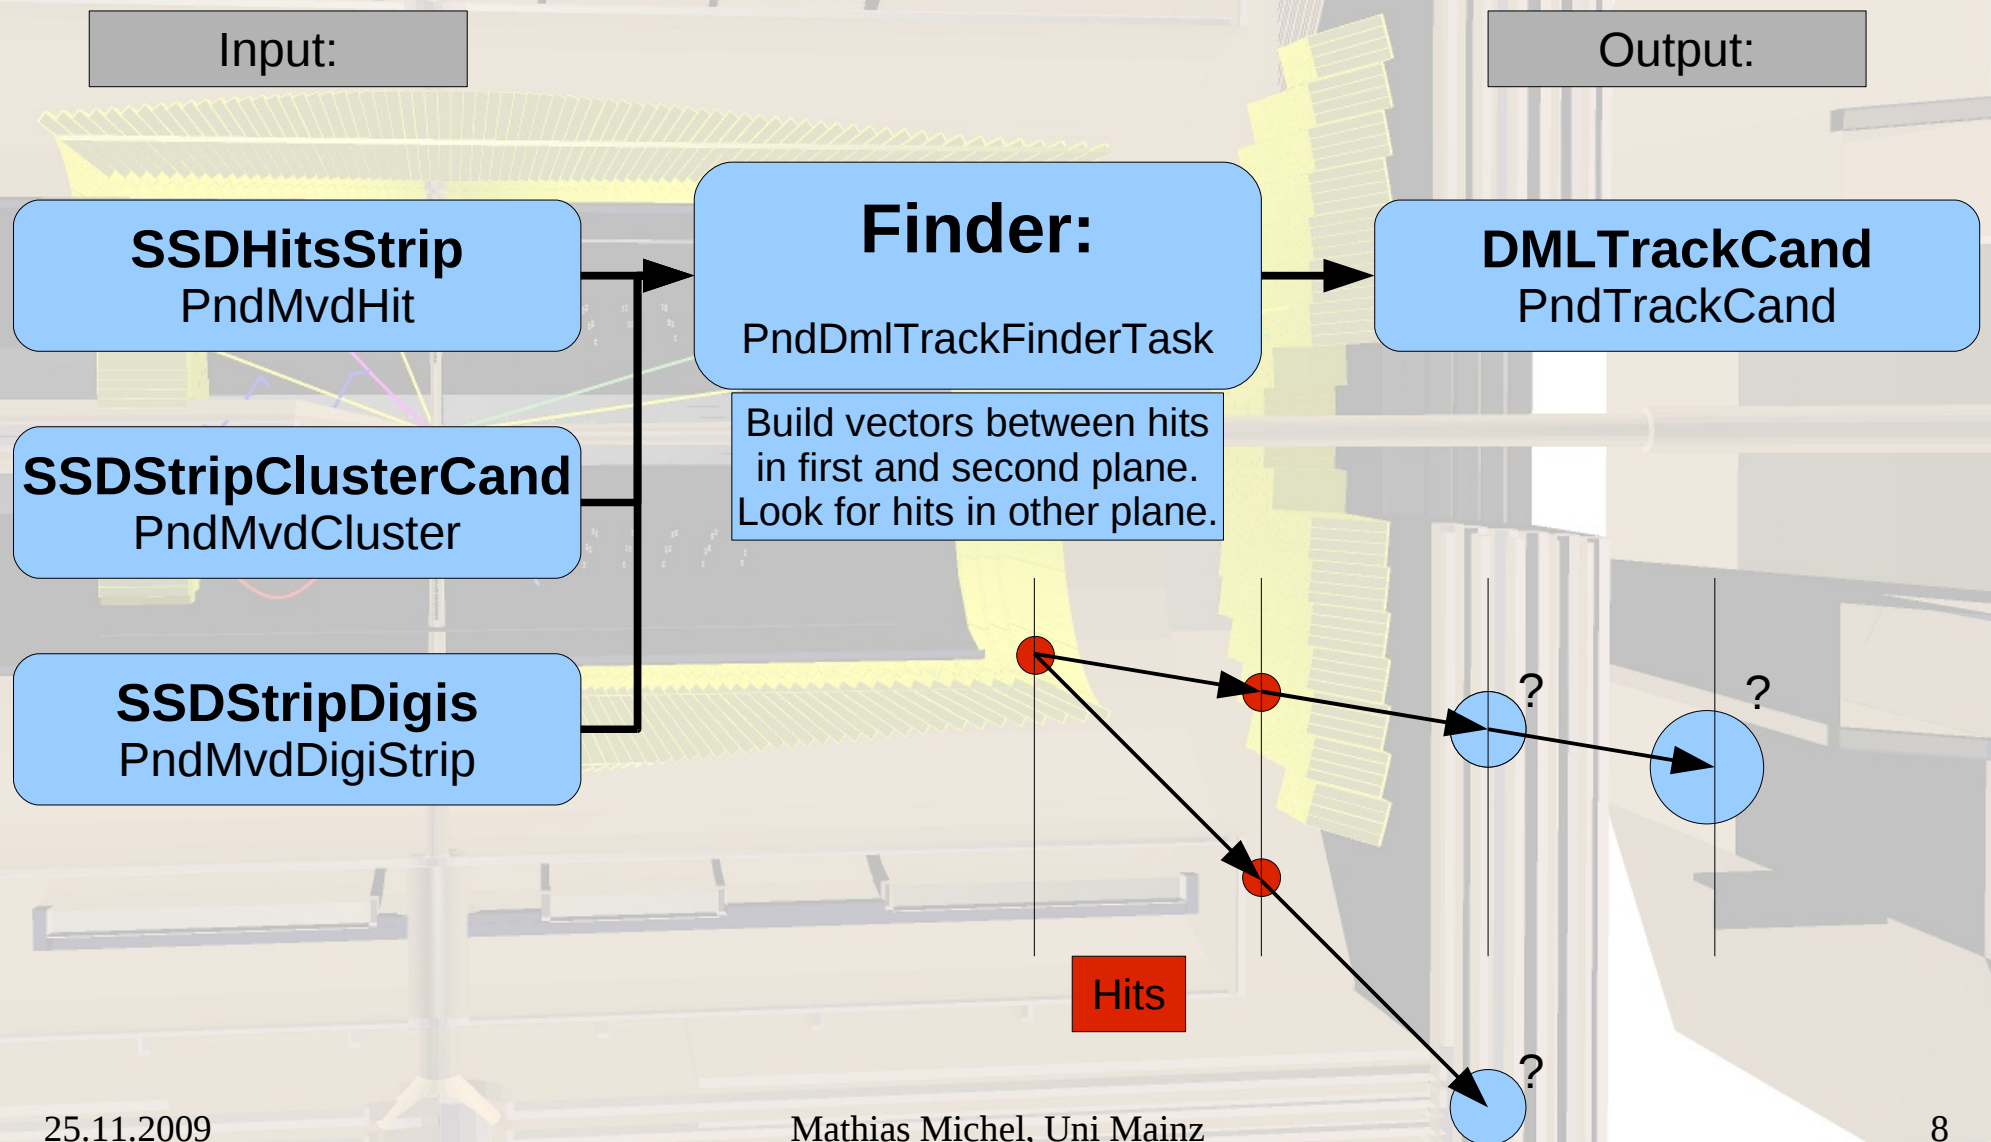 Input:
Output:
SSDHitsStrip
PndMvdHit
Finder:
PndDmlTrackFinderTask
DMLTrackCand
PndTrackCand
Build vectors between hits
in first and second plane.
Look for hits in other plane.
SSDStripClusterCand
PndMvdCluster
SSDStripDigis
PndMvdDigiStrip
?
?
Hits
?
25.11.2009
Mathias Michel, Uni Mainz
8